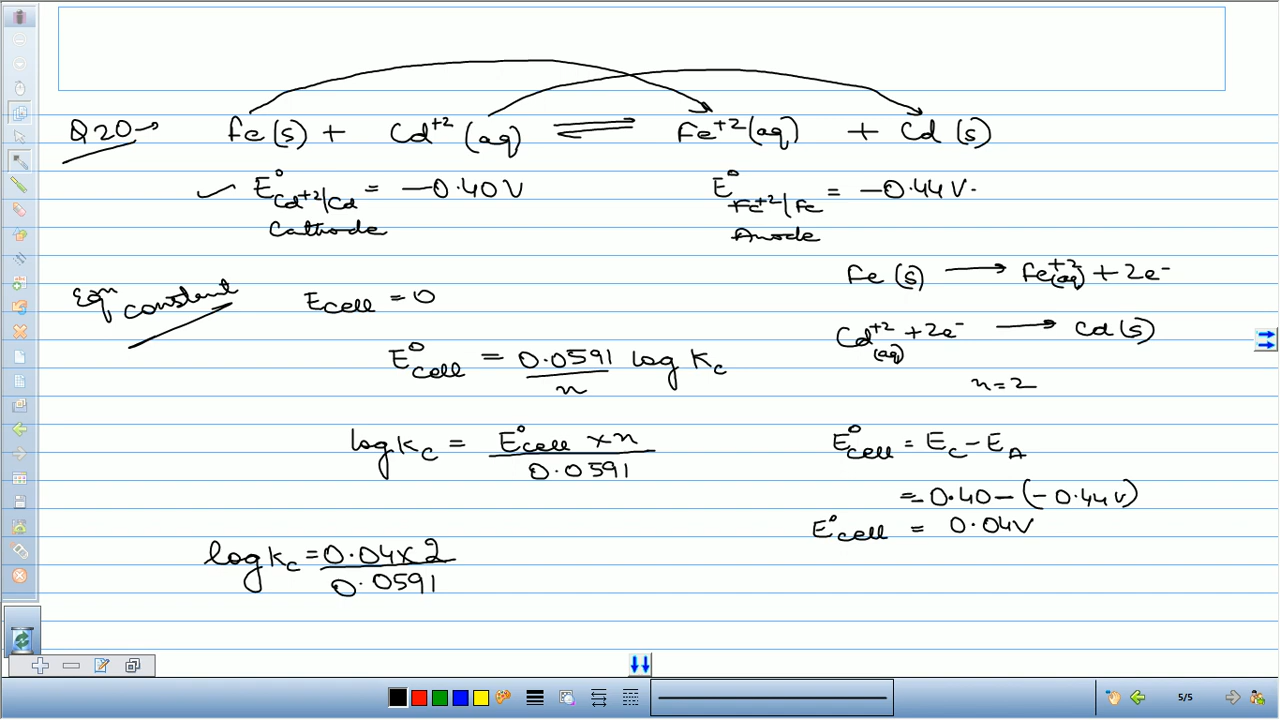 Q20→ Fe(s) + Cd⁺²(aq) ⇌ Fe⁺²(aq) + Cd(s)
E°Cd⁺²/Cd = -0.40V E°Fe⁺²/Fe = -0.44V.
Cathode Anode
Fe(s) → Fe⁺²(aq) + 2e⁻
Eqm constant Ecell = 0
Cd⁺²(aq) + 2e⁻ → Cd(s)
E°cell = 0.0591/n log Kc
n=2
log Kc = E°cell × n / 0.0591
E°cell = EC - EA
= -0.40 - (-0.44V)
E°cell = 0.04V
log Kc = 0.04×2 / 0.0591
5/5